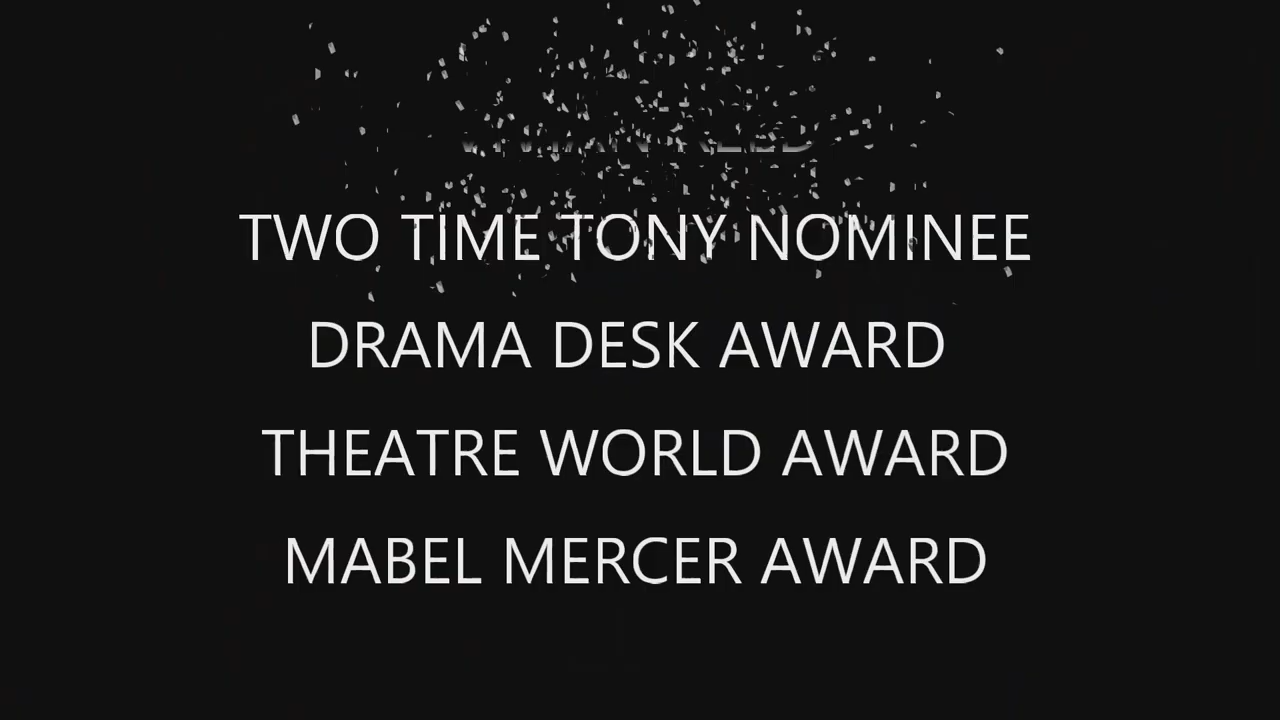 TWO TIME TONY NOMINEE
DRAMA DESK AWARD
THEATRE WORLD AWARD
MABEL MERCER AWARD